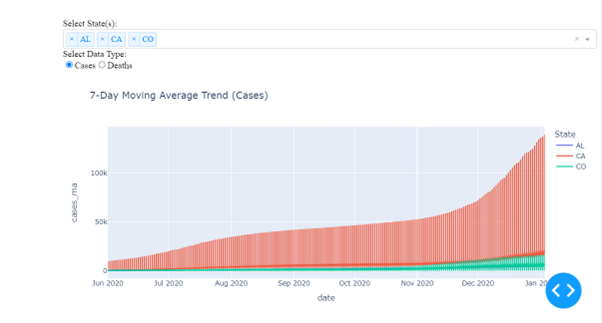 Select State(s):
× AL × CA × CO ×
Select Data Type:
Cases Deaths
7-Day Moving Average Trend (Cases)
State
AL
CA
CO
100k
50k
0
cases_ma
Jun 2020 Jul 2020 Aug 2020 Sep 2020 Oct 2020 Nov 2020 Dec 2020 Jan 20
date